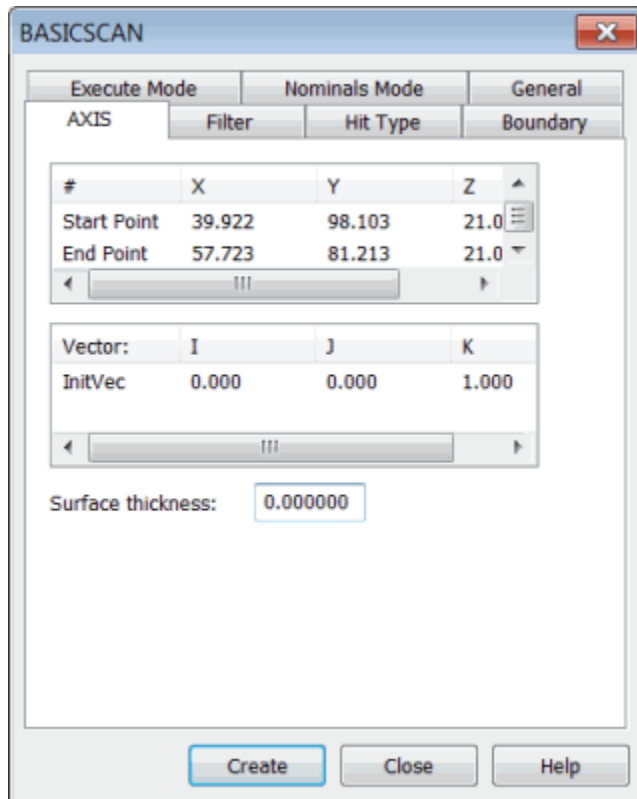 BASICSCAN
Execute Mode Nominals Mode General
AXIS Filter Hit Type Boundary
# X Y Z
Start Point 39.922 98.103 21.0
End Point 57.723 81.213 21.0
Vector: I J K
InitVec 0.000 0.000 1.000
Surface thickness: 0.000000
Create Close Help